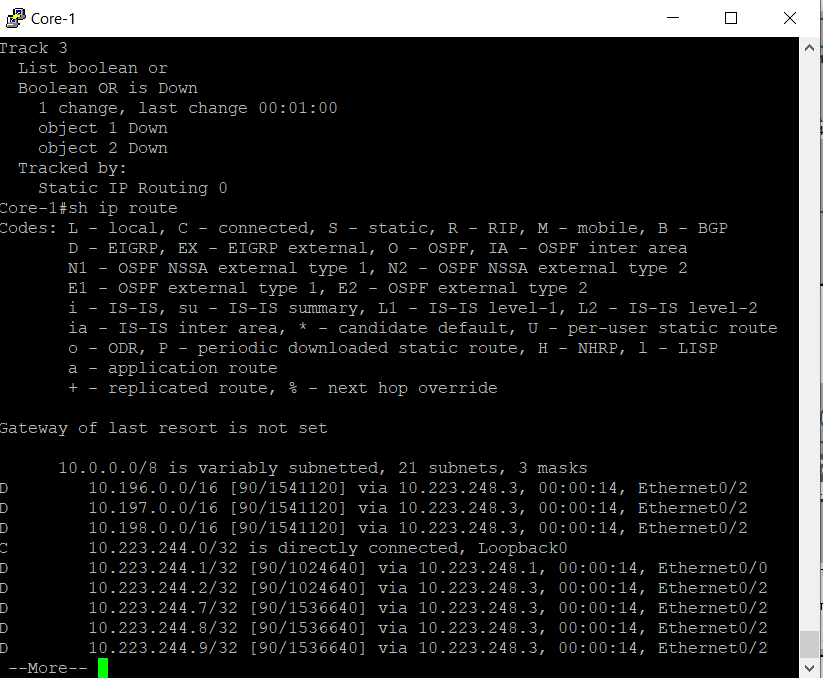 Core-1
Track 3
  List boolean or
  Boolean OR is Down
    1 change, last change 00:01:00
    object 1 Down
    object 2 Down
  Tracked by:
    Static IP Routing 0
Core-1#sh ip route
Codes: L - local, C - connected, S - static, R - RIP, M - mobile, B - BGP
       D - EIGRP, EX - EIGRP external, O - OSPF, IA - OSPF inter area
       N1 - OSPF NSSA external type 1, N2 - OSPF NSSA external type 2
       E1 - OSPF external type 1, E2 - OSPF external type 2
       i - IS-IS, su - IS-IS summary, L1 - IS-IS level-1, L2 - IS-IS level-2
       ia - IS-IS inter area, * - candidate default, U - per-user static route
       o - ODR, P - periodic downloaded static route, H - NHRP, l - LISP
       a - application route
       + - replicated route, % - next hop override

Gateway of last resort is not set

      10.0.0.0/8 is variably subnetted, 21 subnets, 3 masks
D        10.196.0.0/16 [90/1541120] via 10.223.248.3, 00:00:14, Ethernet0/2
D        10.197.0.0/16 [90/1541120] via 10.223.248.3, 00:00:14, Ethernet0/2
D        10.198.0.0/16 [90/1541120] via 10.223.248.3, 00:00:14, Ethernet0/2
C        10.223.244.0/32 is directly connected, Loopback0
D        10.223.244.1/32 [90/1024640] via 10.223.248.1, 00:00:14, Ethernet0/0
D        10.223.244.2/32 [90/1024640] via 10.223.248.3, 00:00:14, Ethernet0/2
D        10.223.244.7/32 [90/1536640] via 10.223.248.3, 00:00:14, Ethernet0/2
D        10.223.244.8/32 [90/1536640] via 10.223.248.3, 00:00:14, Ethernet0/2
D        10.223.244.9/32 [90/1536640] via 10.223.248.3, 00:00:14, Ethernet0/2
 --More--